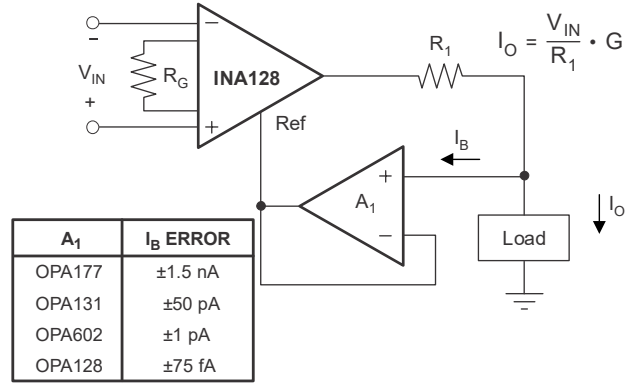 −
V_IN
+
R_G
−
INA128
+
Ref
R_1
I_O = V_IN / R_1 • G
I_B
+
A_1
−
I_O
Load
A_1 I_B ERROR
OPA177 ±1.5 nA
OPA131 ±50 pA
OPA602 ±1 pA
OPA128 ±75 fA